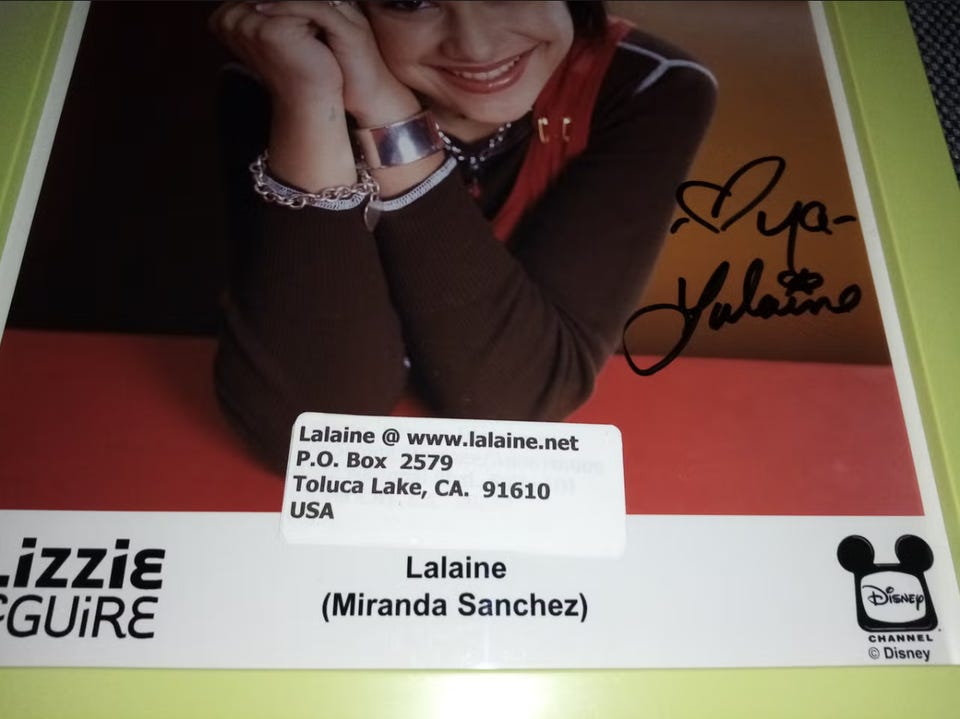 ♡ya-
Lalaine
Lalaine @ www.lalaine.net
P.O. Box 2579
Toluca Lake, CA. 91610
USA
LizziE
cGUiRE
Lalaine
(Miranda Sanchez)
Disney
CHANNEL
© Disney